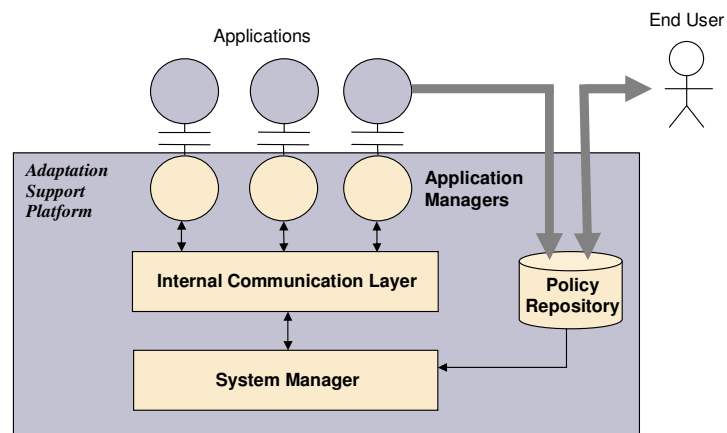 End User
Applications
Adaptation
Support
Platform
Application
Managers
Internal Communication Layer
Policy
Repository
System Manager